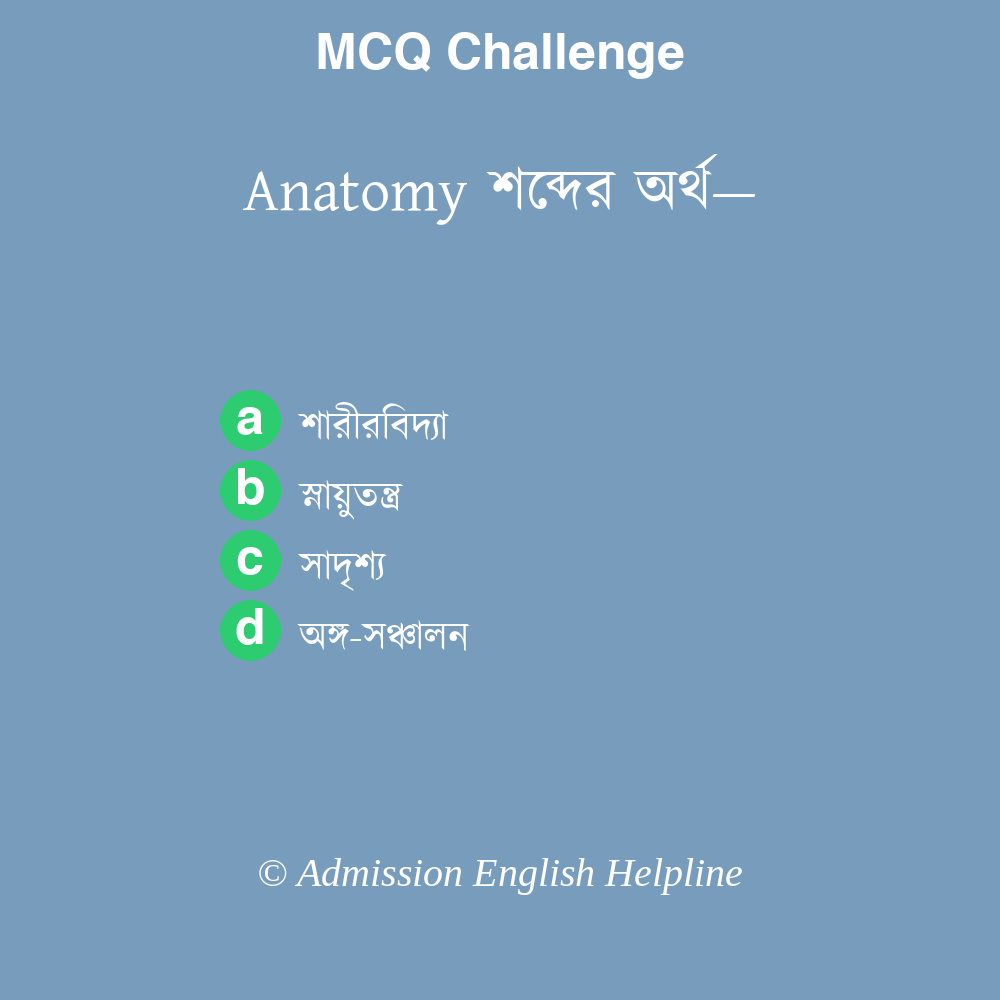 MCQ Challenge
Anatomy শব্দের অর্থ—
a শারীরবিদ্যা
b স্নায়ুতন্ত্র
c সাদৃশ্য
d অঙ্গ-সঞ্চালন
© Admission English Helpline